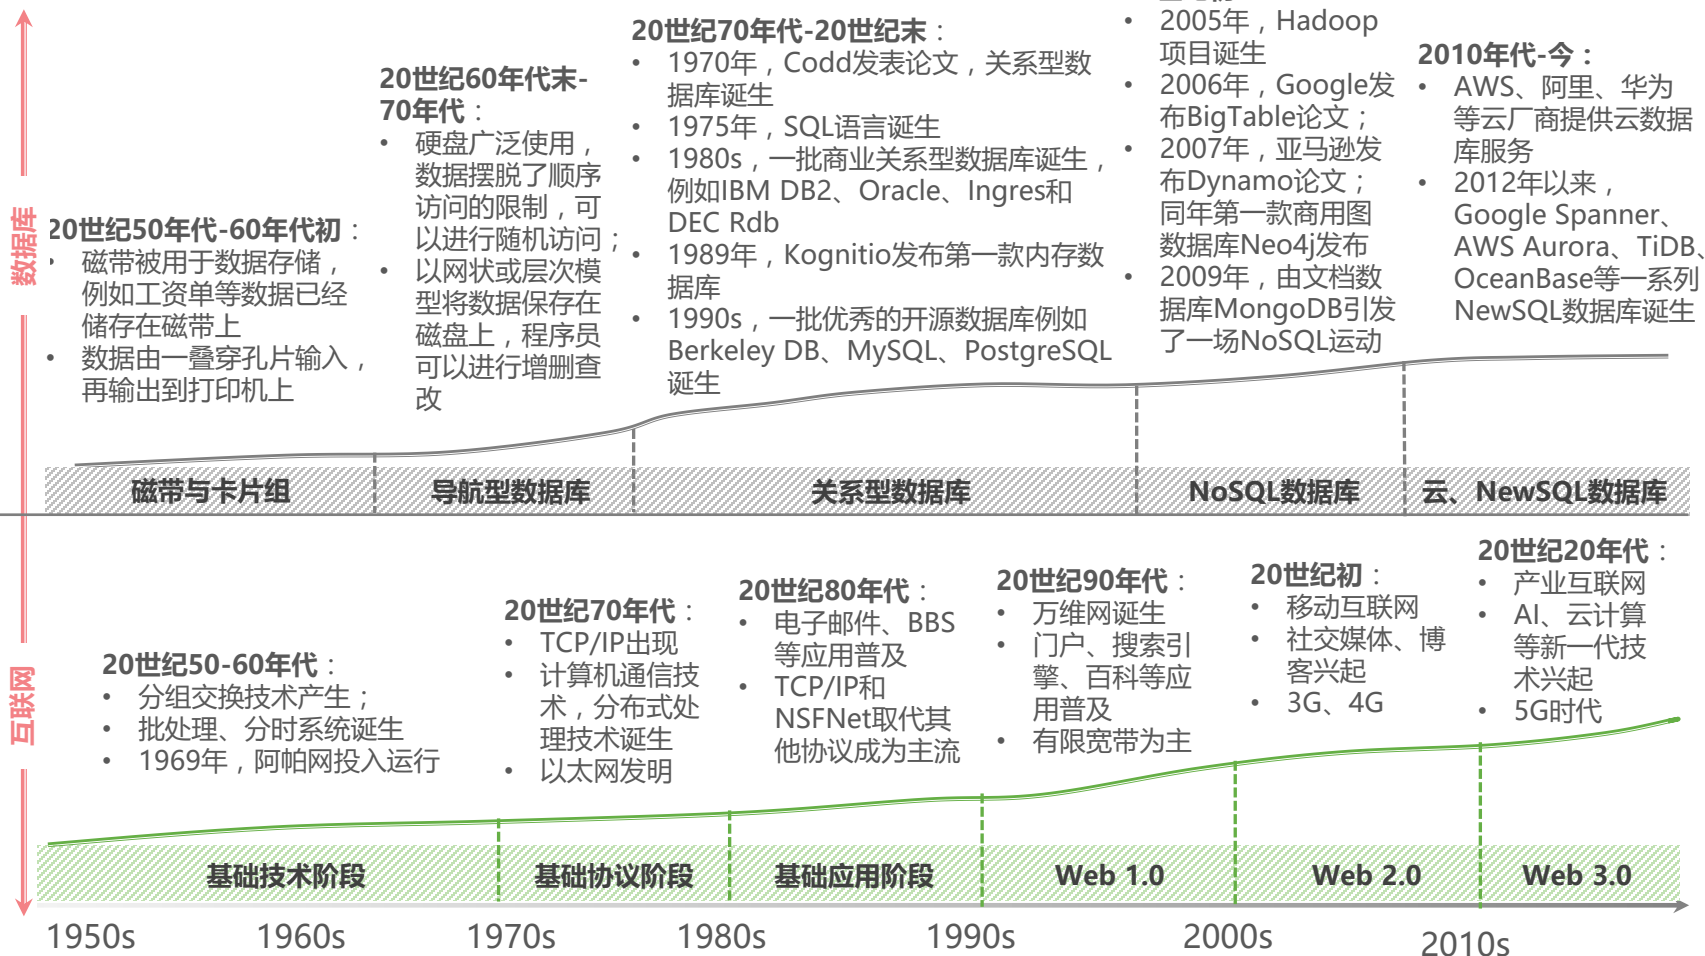 数据库
20世纪50年代-60年代初：
• 磁带被用于数据存储，
例如工资单等数据已经
储存在磁带上
• 数据由一叠穿孔片输入，
再输出到打印机上
20世纪60年代末-
70年代：
• 硬盘广泛使用，
数据摆脱了顺序
访问的限制，可
以进行随机访问；
• 以网状或层次模
型将数据保存在
磁盘上，程序员
可以进行增删查
改
20世纪70年代-20世纪末：
• 1970年，Codd发表论文，关系型数
据库诞生
• 1975年，SQL语言诞生
• 1980s，一批商业关系型数据库诞生，
例如IBM DB2、Oracle、Ingres和
DEC Rdb
• 1989年，Kognitio发布第一款内存数
据库
• 1990s，一批优秀的开源数据库例如
Berkeley DB、MySQL、PostgreSQL
诞生
• 2005年，Hadoop
项目诞生
• 2006年，Google发
布BigTable论文；
• 2007年，亚马逊发
布Dynamo论文；
同年第一款商用图
数据库Neo4j发布
• 2009年，由文档数
据库MongoDB引发
了一场NoSQL运动
2010年代-今：
• AWS、阿里、华为
等云厂商提供云数据
库服务
• 2012年以来，
Google Spanner、
AWS Aurora、TiDB、
OceanBase等一系列
NewSQL数据库诞生
磁带与卡片组
导航型数据库
关系型数据库
NoSQL数据库
云、NewSQL数据库
互联网
20世纪50-60年代：
• 分组交换技术产生；
• 批处理、分时系统诞生
• 1969年，阿帕网投入运行
20世纪70年代：
• TCP/IP出现
• 计算机通信技
术，分布式处
理技术诞生
• 以太网发明
20世纪80年代：
• 电子邮件、BBS
等应用普及
• TCP/IP和
NSFNet取代其
他协议成为主流
20世纪90年代：
• 万维网诞生
• 门户、搜索引
擎、百科等应
用普及
• 有限宽带为主
20世纪初：
• 移动互联网
• 社交媒体、博
客兴起
• 3G、4G
20世纪20年代：
• 产业互联网
• AI、云计算
等新一代技
术兴起
• 5G时代
基础技术阶段
基础协议阶段
基础应用阶段
Web 1.0
Web 2.0
Web 3.0
1950s
1960s
1970s
1980s
1990s
2000s
2010s